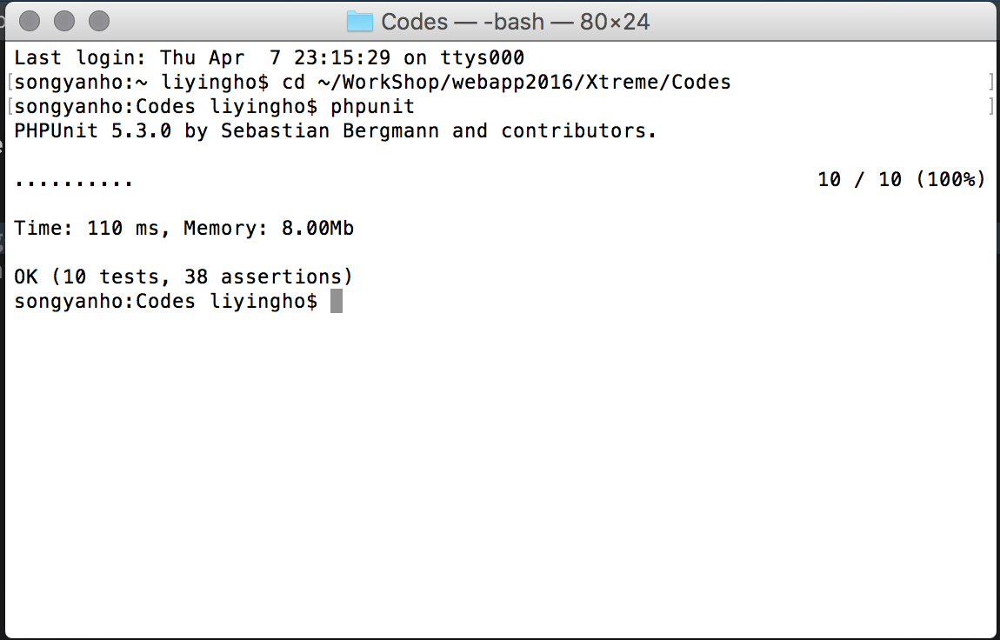 Codes — -bash — 80×24
Last login: Thu Apr  7 23:15:29 on ttys000
[songyanho:~ liyingho$ cd ~/WorkShop/webapp2016/Xtreme/Codes ]
[songyanho:Codes liyingho$ phpunit ]
PHPUnit 5.3.0 by Sebastian Bergmann and contributors.
.......... 10 / 10 (100%)
Time: 110 ms, Memory: 8.00Mb
OK (10 tests, 38 assertions)
songyanho:Codes liyingho$